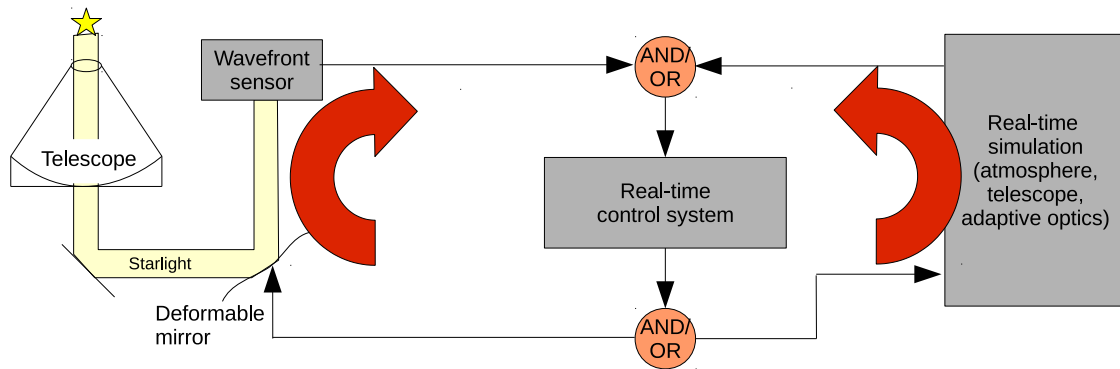 Wavefront
sensor
AND/
OR
Real-time
simulation
(atmosphere,
telescope,
adaptive optics)
Telescope
Real-time
control system
Starlight
Deformable
mirror
AND/
OR